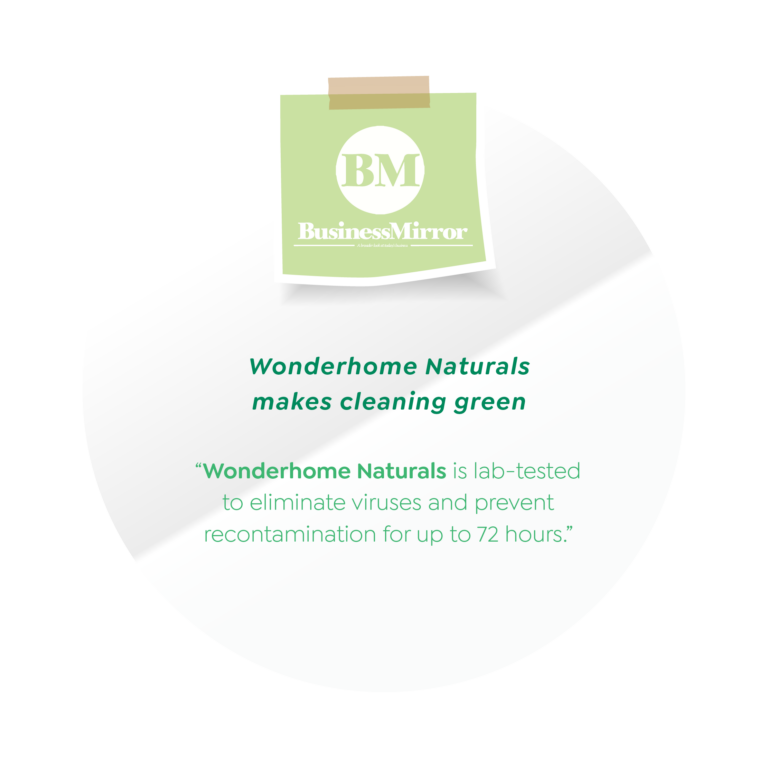 BM
BusinessMirror
Wonderhome Naturals
makes cleaning green
“Wonderhome Naturals is lab-tested
to eliminate viruses and prevent
recontamination for up to 72 hours.”